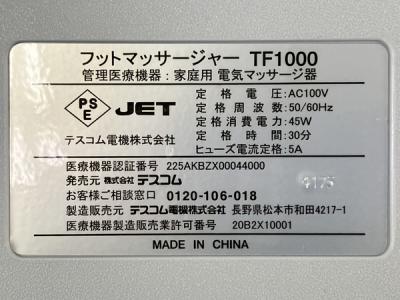 フットマッサージャー TF1000
管理医療機器：家庭用 電気マッサージ器
PS
E
JET
テスコム電機株式会社
定格電圧：AC100V
定格周波数：50/60Hz
定格消費電力：45W
定格時間：30分
ヒューズ電流定格：5A
医療機器認証番号 225AKBZX00044000
発売元 株式会社 テスコム
お客様ご相談窓口 0120-106-018
製造販売元 テスコム電機株式会社 長野県松本市和田4217-1
医療機器製造販売業許可番号 20B2X10001
MADE IN CHINA